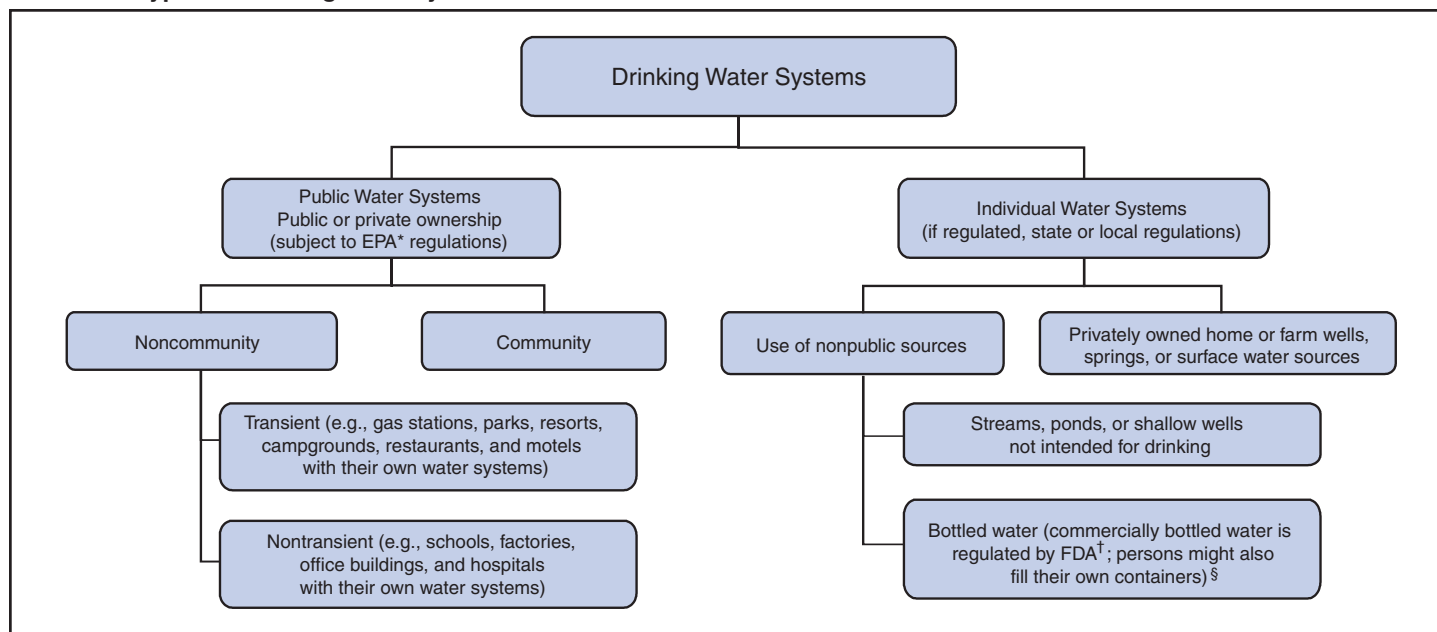 Drinking Water Systems
Public Water Systems
Public or private ownership
(subject to EPA* regulations)
Individual Water Systems
(if regulated, state or local regulations)
Noncommunity
Community
Use of nonpublic sources
Privately owned home or farm wells,
springs, or surface water sources
Transient (e.g., gas stations, parks, resorts,
campgrounds, restaurants, and motels
with their own water systems)
Streams, ponds, or shallow wells
not intended for drinking
Nontransient (e.g., schools, factories,
office buildings, and hospitals
with their own water systems)
Bottled water (commercially bottled water is
regulated by FDA†; persons might also
fill their own containers)§